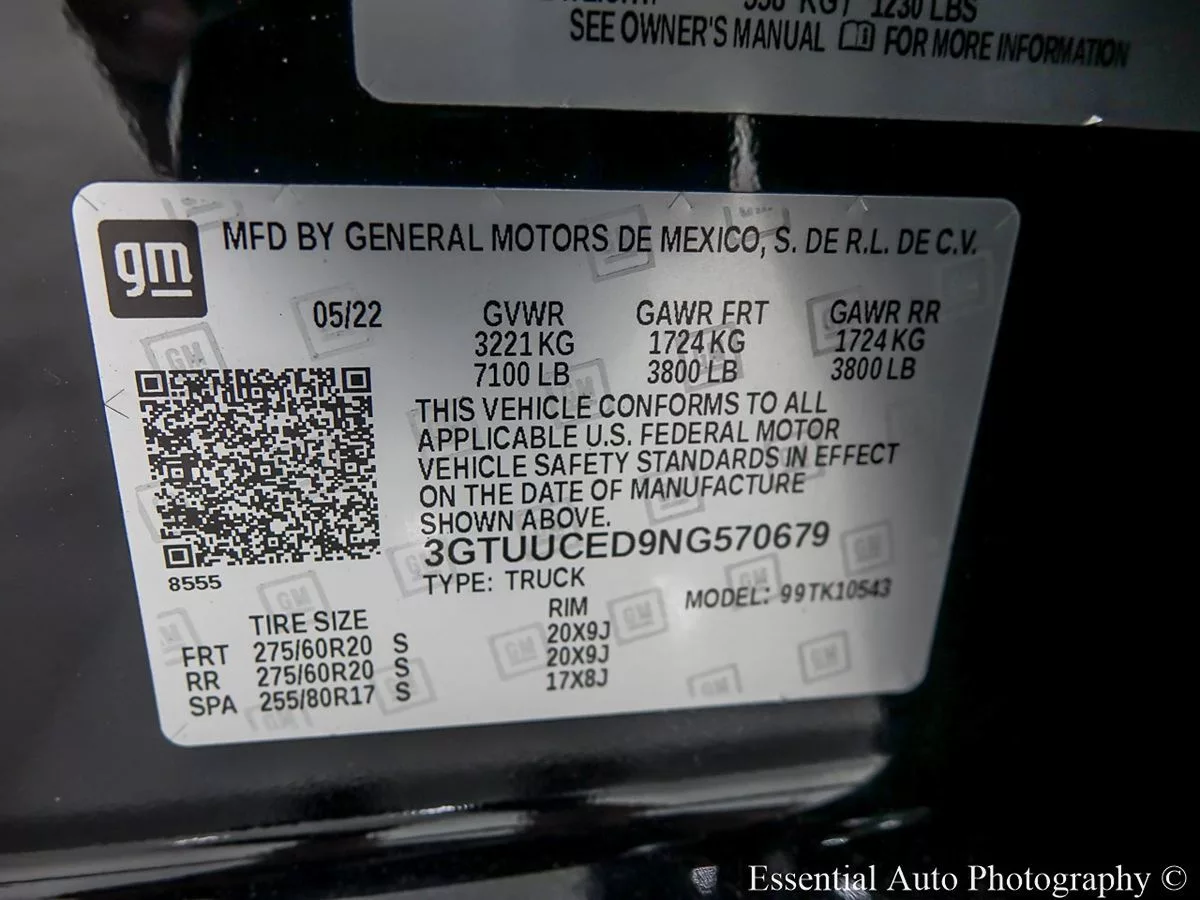 558 KG / 1230 LBS
SEE OWNER'S MANUAL FOR MORE INFORMATION
gm
MFD BY GENERAL MOTORS DE MEXICO, S. DE R.L. DE C.V.
05/22 GVWR GAWR FRT GAWR RR
3221 KG 1724 KG 1724 KG
7100 LB 3800 LB 3800 LB
THIS VEHICLE CONFORMS TO ALL
APPLICABLE U.S. FEDERAL MOTOR
VEHICLE SAFETY STANDARDS IN EFFECT
ON THE DATE OF MANUFACTURE
SHOWN ABOVE.
3GTUUCED9NG570679
8555
TYPE: TRUCK MODEL: 99TK10543
TIRE SIZE RIM
FRT 275/60R20 S 20X9J
RR 275/60R20 S 20X9J
SPA 255/80R17 S 17X8J
Essential Auto Photography ©